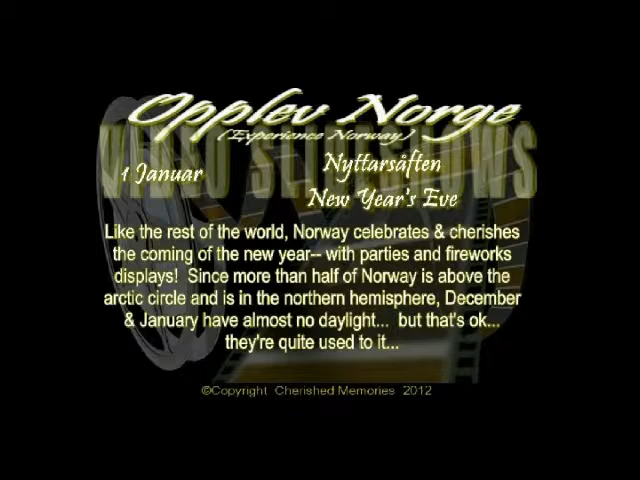 Opplev Norge
(Experience Norway)
VIDEO SLIDESHOWS
1 Januar
Nyttarsåften
New Year's Eve
Like the rest of the world, Norway celebrates & cherishes
the coming of the new year-- with parties and fireworks
displays! Since more than half of Norway is above the
arctic circle and is in the northern hemisphere, December
& January have almost no daylight... but that's ok...
they're quite used to it...
©Copyright Cherished Memories 2012